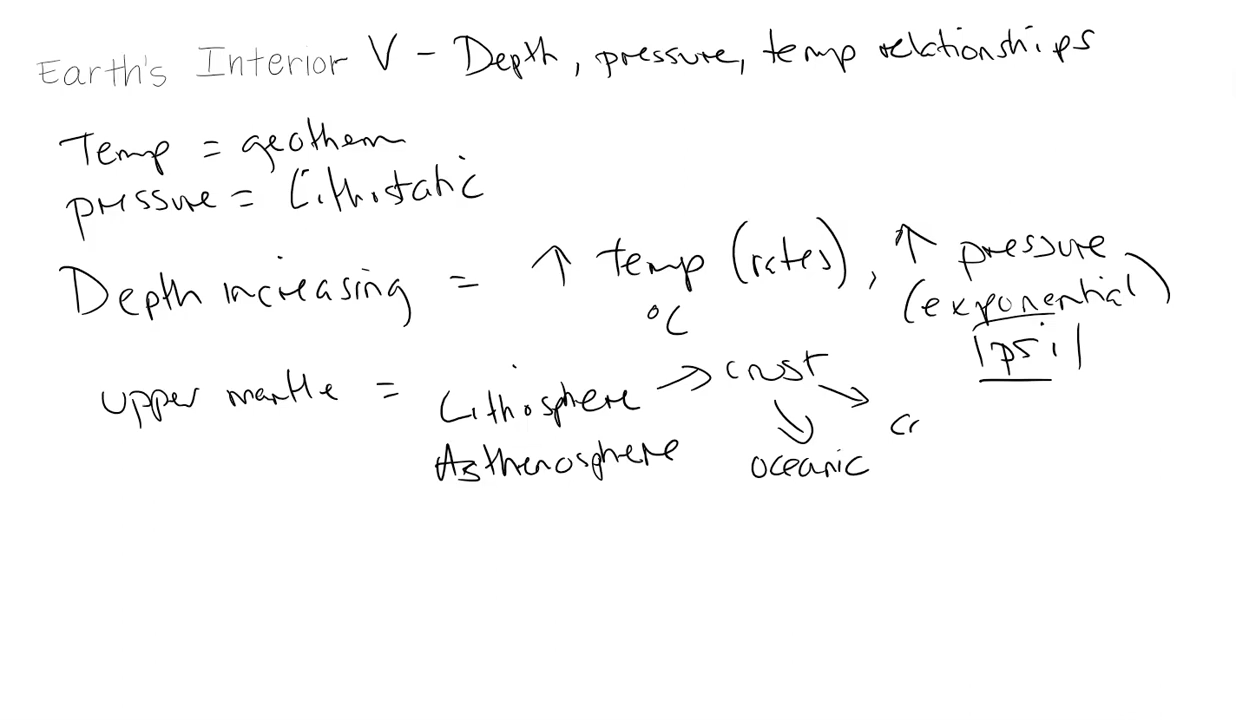 Earth's Interior V - Depth, pressure, temp relationships
Temp = geotherm
pressure = Lithostatic
Depth increasing = ↑ temp (rates), ↑ pressure
°C (exponential)
|psi|
upper mantle = Lithosphere → crust
Asthenosphere oceanic